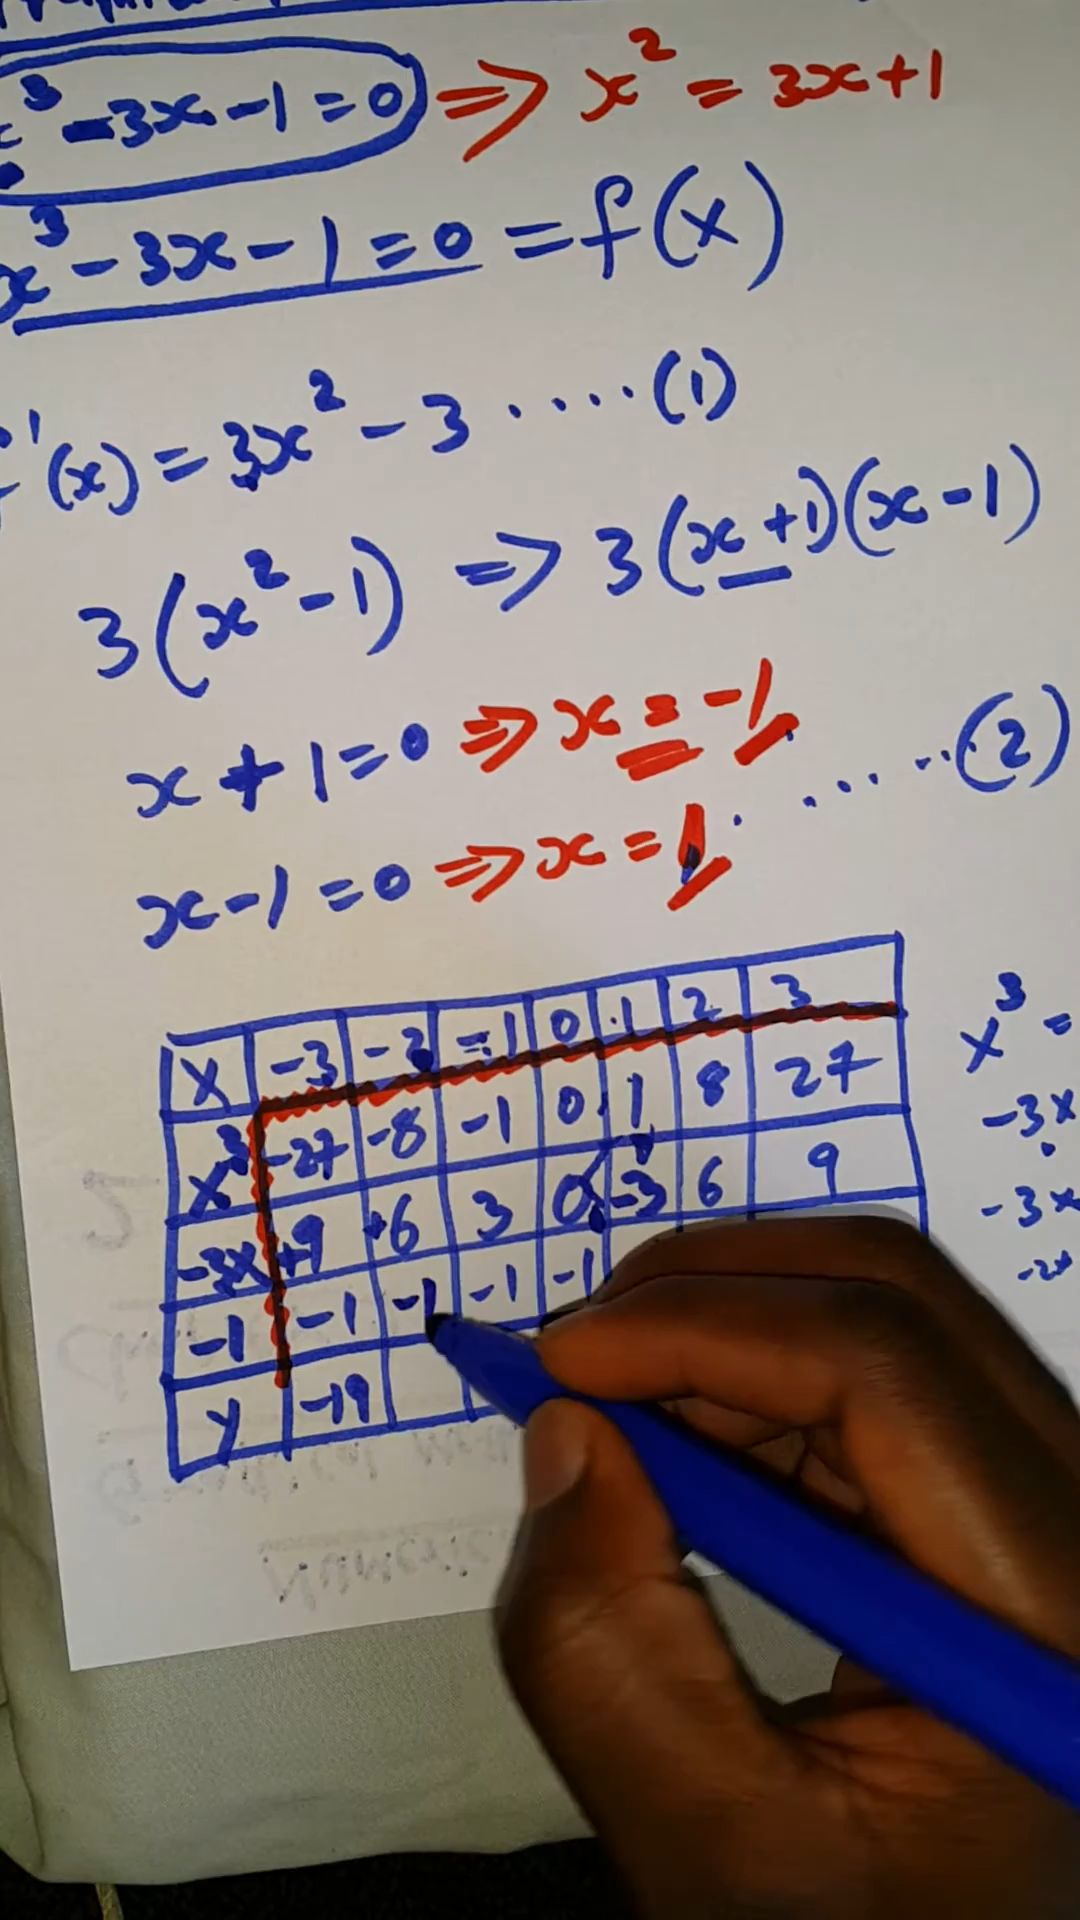 x³ -3x-1=0 => x² = 3x+1
x³-3x-1=0 = f(x)
f'(x) = 3x²-3 ....(1)
3(x²-1) => 3(x+1)(x-1)
x+1=0 => x=-1
.....(2)
x-1=0 => x=1
x -3 -2 -1 0 1 2 3
x³ -27 -8 -1 0 1 8 27
-3x +9 +6 3 0 -3 6 9
-1 -1 -1 -1 -1
y -19
x³ =
-3x
-3x